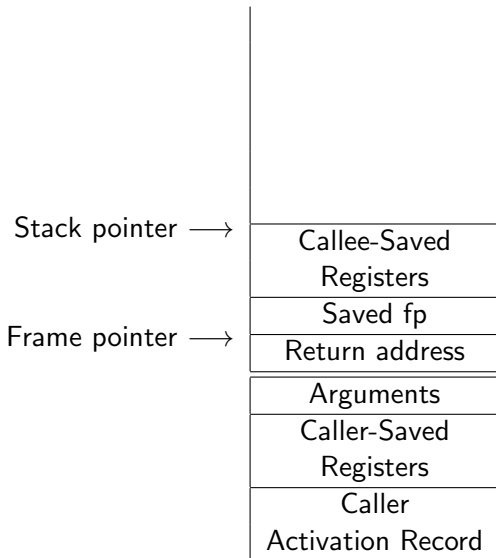 Stack pointer →
Callee-Saved
Registers
Saved fp
Frame pointer →
Return address
Arguments
Caller-Saved
Registers
Caller
Activation Record